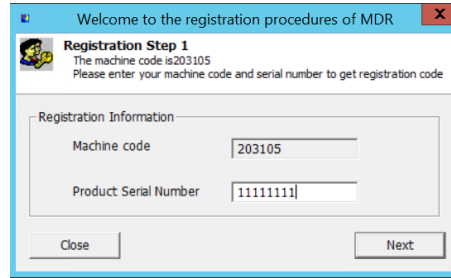 Welcome to the registration procedures of MDR
X
Registration Step 1
The machine code is203105
Please enter your machine code and serial number to get registration code
Registration Information
Machine code 203105
Product Serial Number 11111111
Close Next